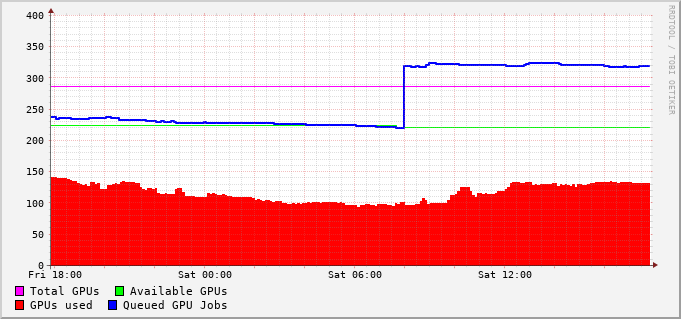 RRDTOOL / TOBI OETIKER
400
350
300
250
200
150
100
50
0
Fri 18:00 Sat 00:00 Sat 06:00 Sat 12:00
Total GPUs Available GPUs
GPUs used Queued GPU Jobs